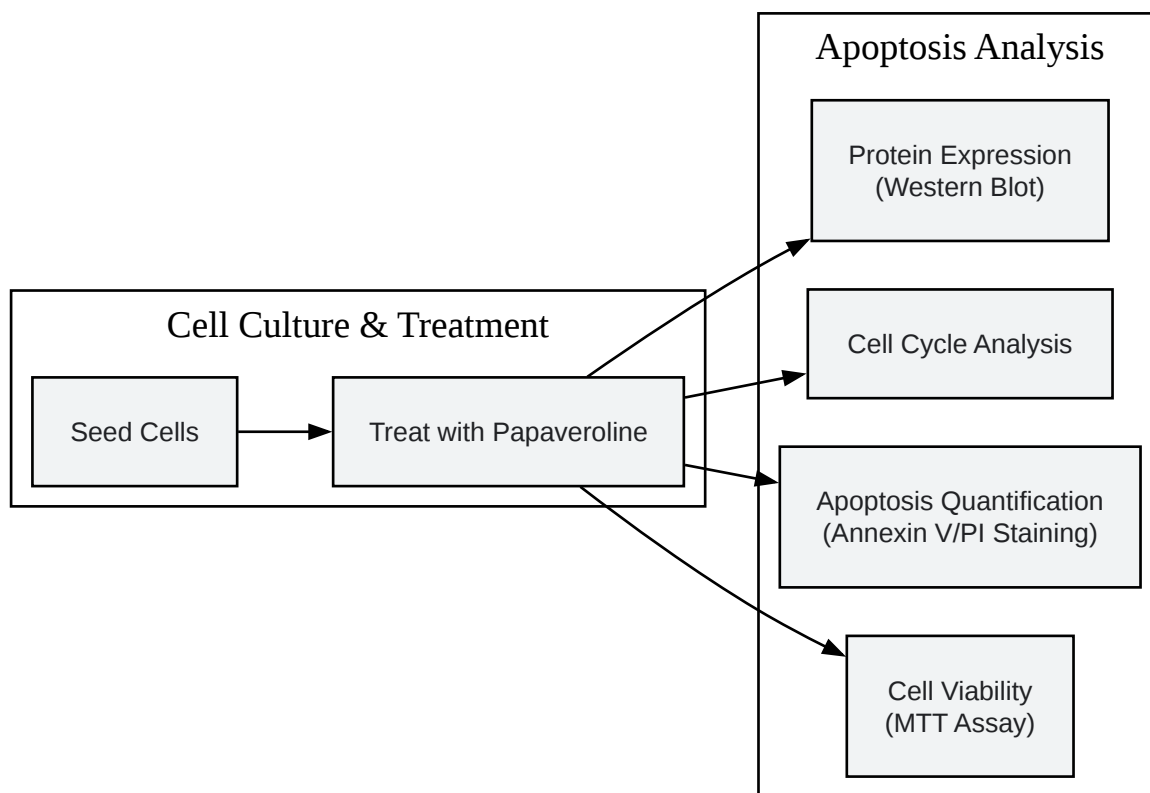 Cell Culture & Treatment
Seed Cells
Treat with Papaveroline
Apoptosis Analysis
Protein Expression
(Western Blot)
Cell Cycle Analysis
Apoptosis Quantification
(Annexin V/PI Staining)
Cell Viability
(MTT Assay)